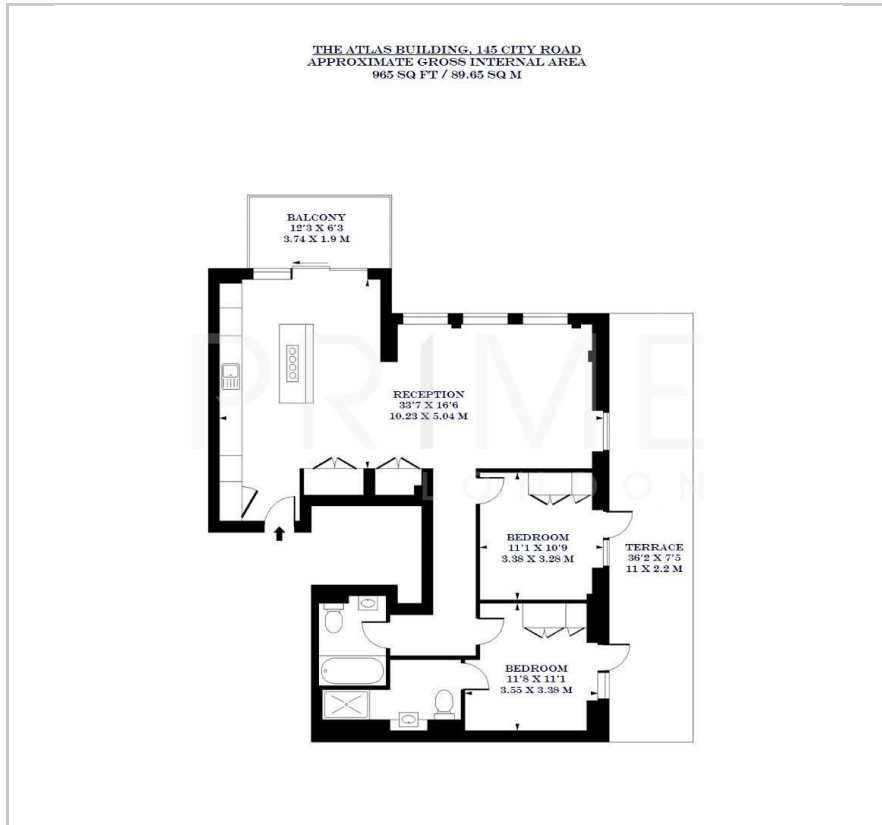 THE ATLAS BUILDING, 145 CITY ROAD
APPROXIMATE GROSS INTERNAL AREA
965 SQ FT / 89.65 SQ M
BALCONY
12'3 X 6'3
3.74 X 1.9 M
PRIME
LONDON
RECEPTION
33'7 X 16'6
10.23 X 5.04 M
BEDROOM
11'1 X 10'9
3.38 X 3.28 M
TERRACE
36'2 X 7'5
11 X 2.2 M
BEDROOM
11'8 X 11'1
3.55 X 3.38 M